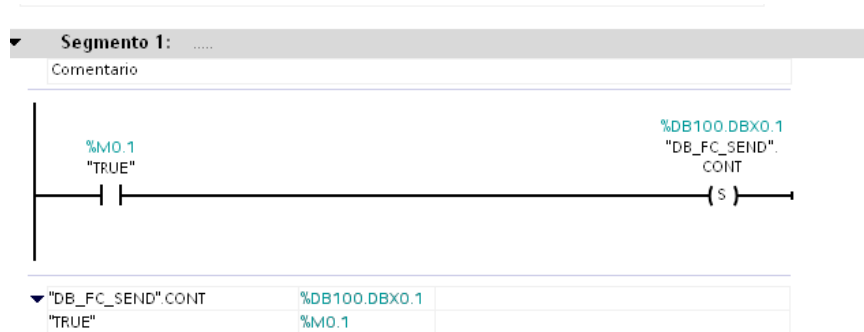 Segmento 1: .....
Comentario
%DB100.DBX0.1
%M0.1
"DB_FC_SEND".
"TRUE"
CONT
S
"DB_FC_SEND".CONT %DB100.DBX0.1
"TRUE" %M0.1